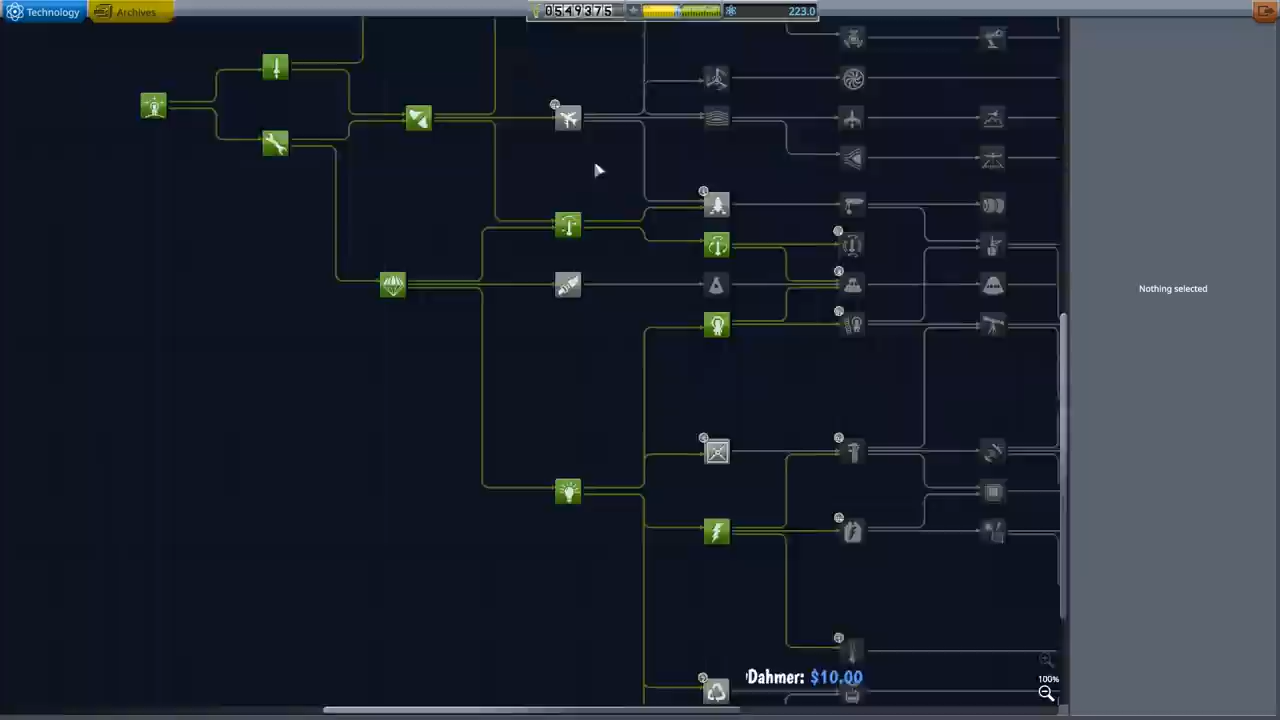 Technology
Archives
0549375
223.0
Nothing selected
Dahmer: $10.00
100%